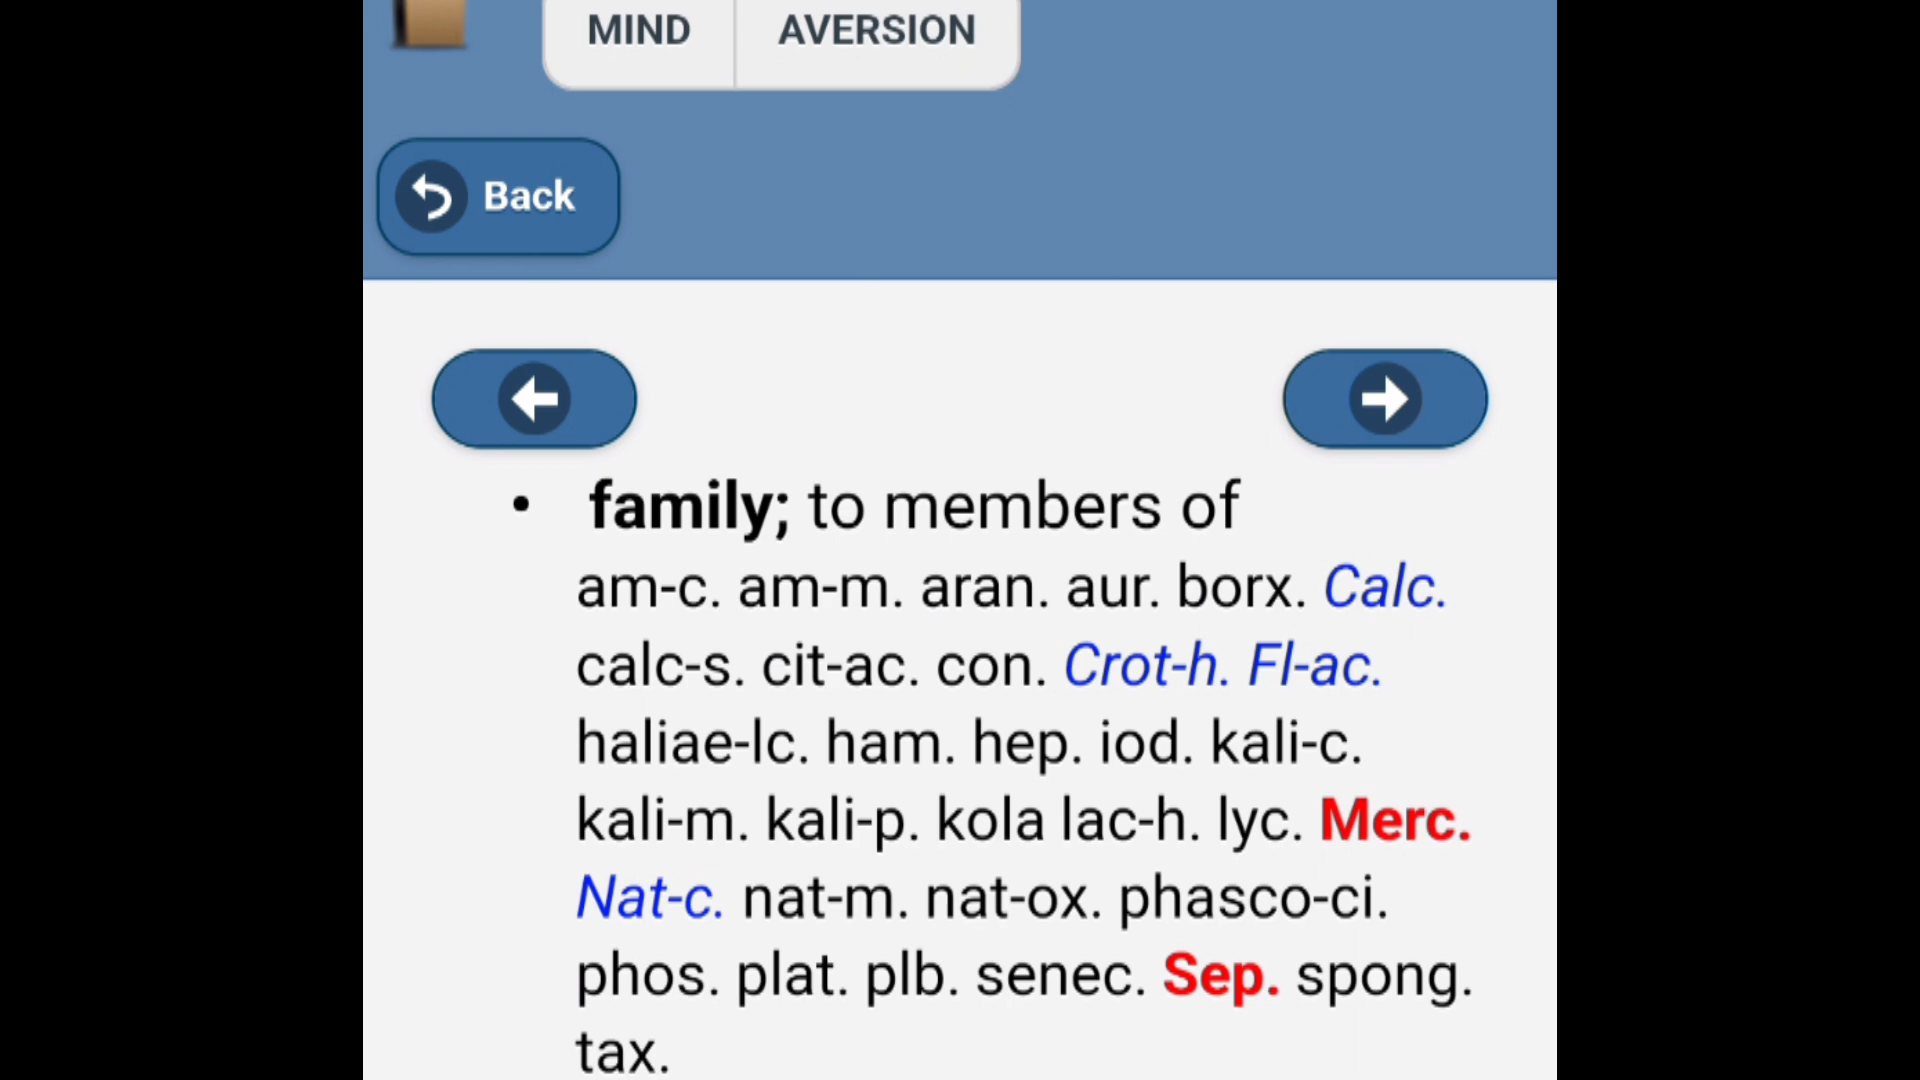 MIND AVERSION
Back
• family; to members of
am-c. am-m. aran. aur. borx. Calc.
calc-s. cit-ac. con. Crot-h. Fl-ac.
haliae-lc. ham. hep. iod. kali-c.
kali-m. kali-p. kola lac-h. lyc. Merc.
Nat-c. nat-m. nat-ox. phasco-ci.
phos. plat. plb. senec. Sep. spong.
tax.